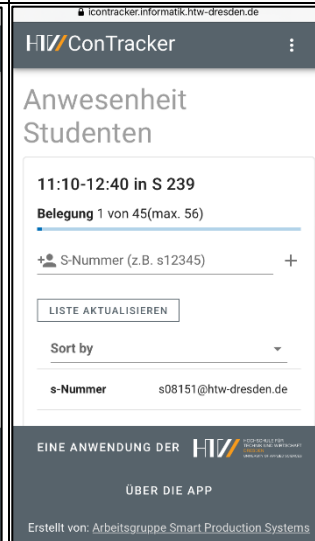 icontracker.informatik.htw-dresden.de
HTW ConTracker
Anwesenheit
Studenten
11:10-12:40 in S 239
Belegung 1 von 45(max. 56)
S-Nummer (z.B. s12345)
LISTE AKTUALISIEREN
Sort by
s-Nummer s08151@htw-dresden.de
EINE ANWENDUNG DER HTW
ÜBER DIE APP
Erstellt von: Arbeitsgruppe Smart Production Systems